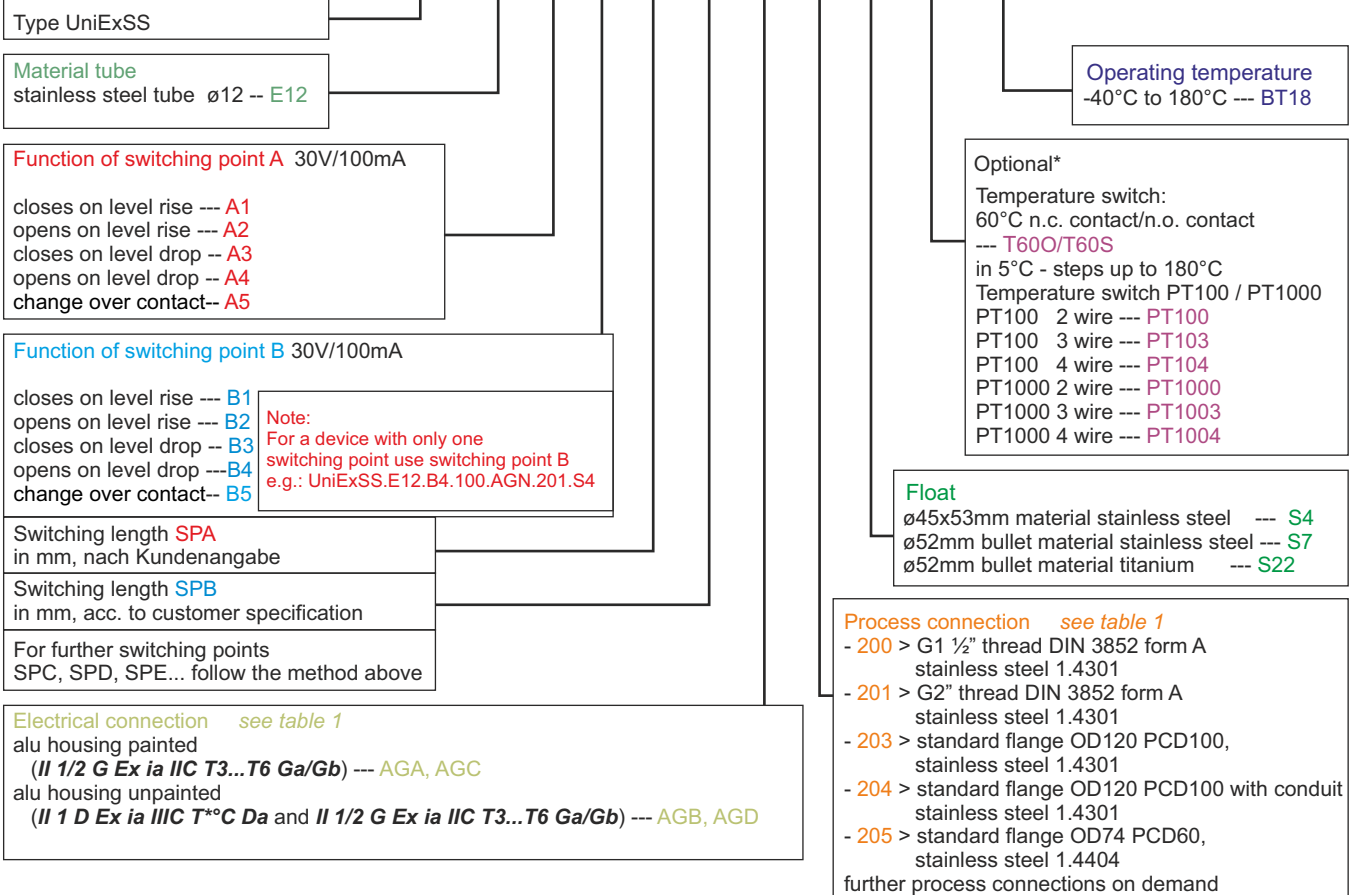 Type UniExSS
Material tube
stainless steel tube ø12 -- E12
Function of switching point A 30V/100mA
closes on level rise --- A1
opens on level rise --- A2
closes on level drop -- A3
opens on level drop -- A4
change over contact-- A5
Function of switching point B 30V/100mA
closes on level rise --- B1
opens on level rise --- B2
closes on level drop -- B3
opens on level drop ---B4
change over contact-- B5
Note:
For a device with only one
switching point use switching point B
e.g.: UniExSS.E12.B4.100.AGN.201.S4
Switching length SPA
in mm, nach Kundenangabe
Switching length SPB
in mm, acc. to customer specification
For further switching points
SPC, SPD, SPE... follow the method above
Electrical connection see table 1
alu housing painted
(II 1/2 G Ex ia IIC T3...T6 Ga/Gb) --- AGA, AGC
alu housing unpainted
(II 1 D Ex ia IIIC T*°C Da and II 1/2 G Ex ia IIC T3...T6 Ga/Gb) --- AGB, AGD
Operating temperature
-40°C to 180°C --- BT18
Optional*
Temperature switch:
60°C n.c. contact/n.o. contact
--- T60O/T60S
in 5°C - steps up to 180°C
Temperature switch PT100 / PT1000
PT100 2 wire --- PT100
PT100 3 wire --- PT103
PT100 4 wire --- PT104
PT1000 2 wire --- PT1000
PT1000 3 wire --- PT1003
PT1000 4 wire --- PT1004
Float
ø45x53mm material stainless steel --- S4
ø52mm bullet material stainless steel --- S7
ø52mm bullet material titanium --- S22
Process connection see table 1
- 200 > G1 ½” thread DIN 3852 form A
stainless steel 1.4301
- 201 > G2” thread DIN 3852 form A
stainless steel 1.4301
- 203 > standard flange OD120 PCD100,
stainless steel 1.4301
- 204 > standard flange OD120 PCD100 with conduit
stainless steel 1.4301
- 205 > standard flange OD74 PCD60,
stainless steel 1.4404
further process connections on demand